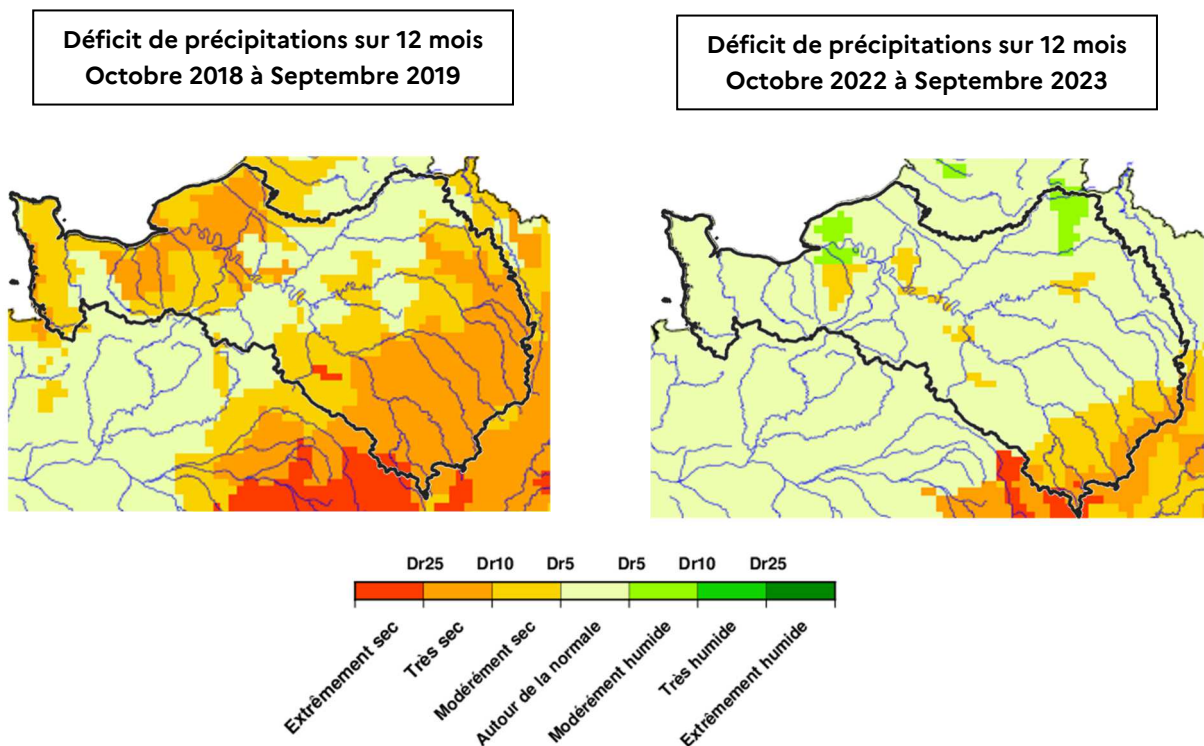 Déficit de précipitations sur 12 mois
Octobre 2018 à Septembre 2019
Déficit de précipitations sur 12 mois
Octobre 2022 à Septembre 2023
Dr25 Dr10 Dr5 Dr5 Dr10 Dr25
Extrêmement sec
Très sec
Modérément sec
Autour de la normale
Modérément humide
Très humide
Extrêmement humide